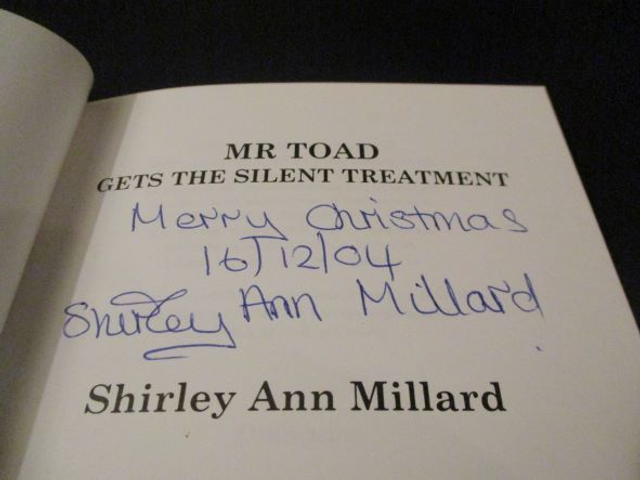 MR TOAD
GETS THE SILENT TREATMENT
Merry Christmas
16/12/04
Shirley Ann Millard
Shirley Ann Millard